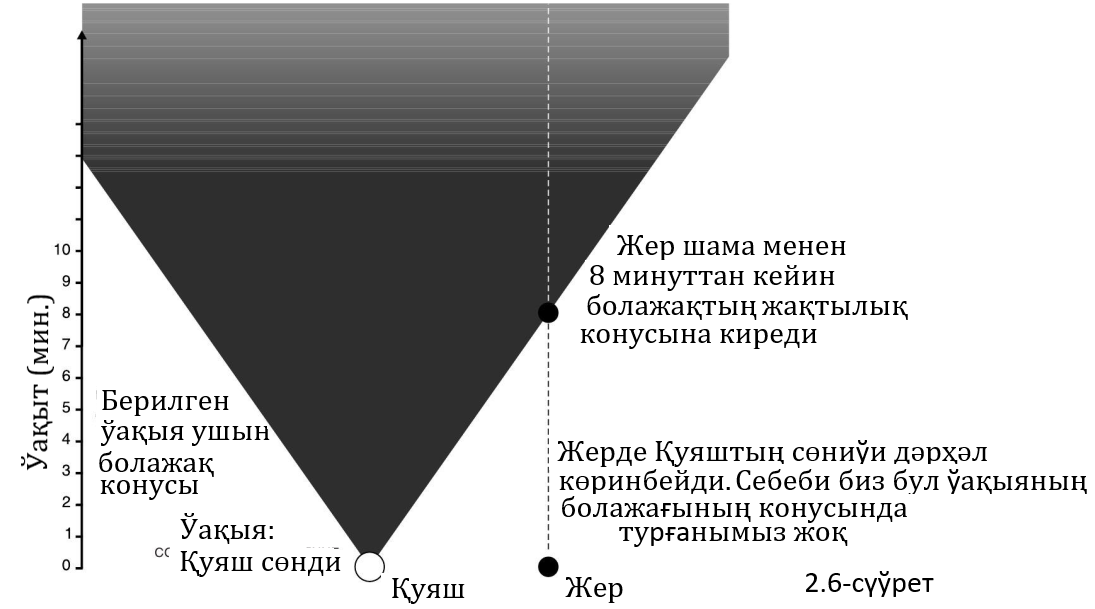 Ўақыт (мин.)
10
9
8
7
6
5
4
3
2
1
0
Жер шама менен
8 минуттан кейин
болажақтың жақтылық
конусына киреди
Берилген
ўақыя ушын
болажақ
конусы
Жерде Қуяштың сөниўи дәрҳәл
көринбейди. Себеби биз бул ўақыяның
болажағының конусында
турғанымыз жоқ
Ўақыя:
Қуяш сөнди
Қуяш
Жер
2.6-сүўрет